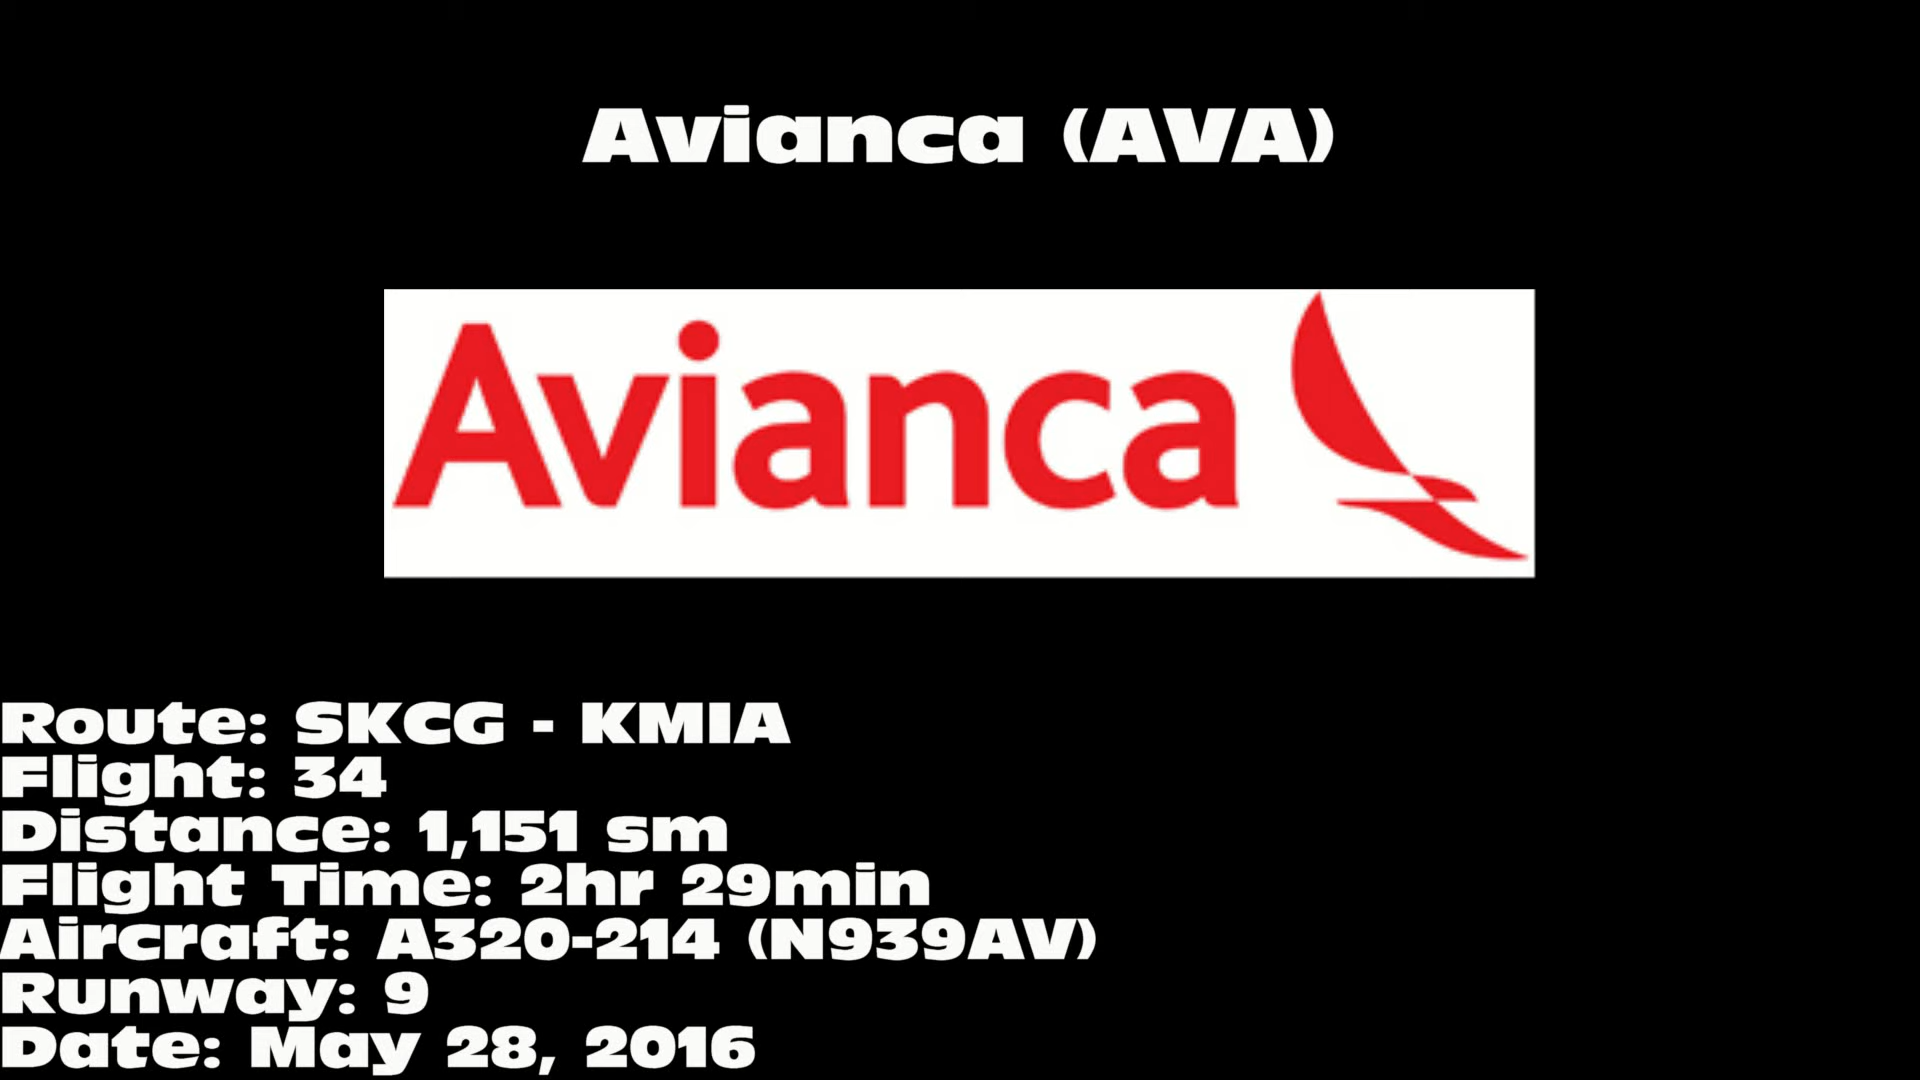 Avianca (AVA)
Avianca
Route: SKCG - KMIA
Flight: 34
Distance: 1,151 sm
Flight Time: 2hr 29min
Aircraft: A320-214 (N939AV)
Runway: 9
Date: May 28, 2016